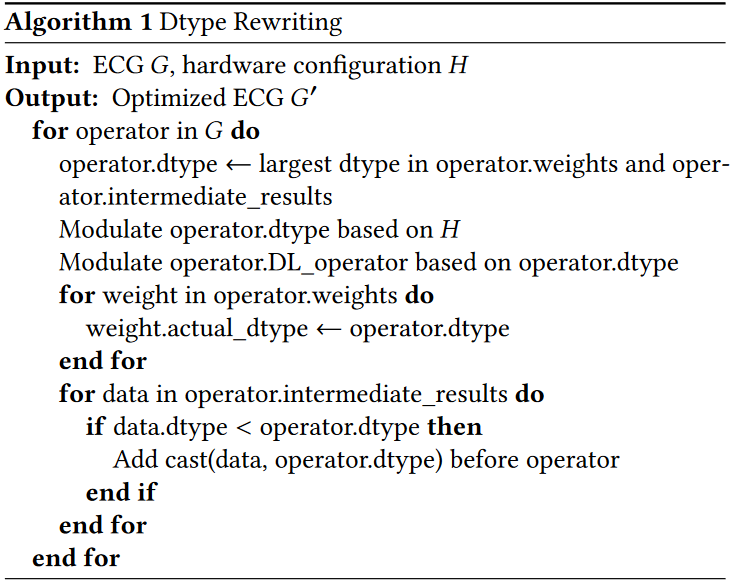 Algorithm 1 Dtype Rewriting
Input: ECG G, hardware configuration H
Output: Optimized ECG G′
for operator in G do
operator.dtype ← largest dtype in operator.weights and oper-
ator.intermediate_results
Modulate operator.dtype based on H
Modulate operator.DL_operator based on operator.dtype
for weight in operator.weights do
weight.actual_dtype ← operator.dtype
end for
for data in operator.intermediate_results do
if data.dtype < operator.dtype then
Add cast(data, operator.dtype) before operator
end if
end for
end for